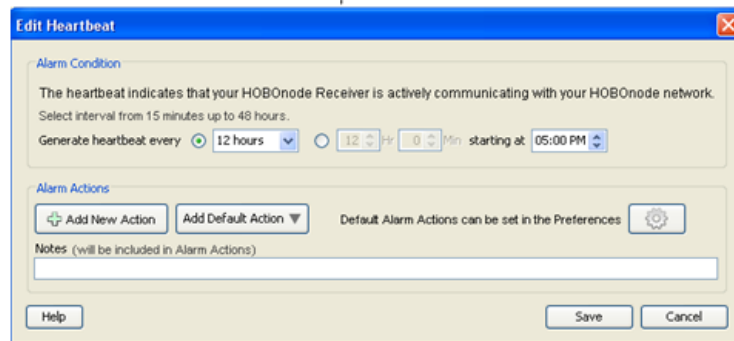 Edit Heartbeat
Alarm Condition
The heartbeat indicates that your HOBOnode Receiver is actively communicating with your HOBOnode network.
Select interval from 15 minutes up to 48 hours.
Generate heartbeat every 12 hours 12 Hr 0 Min starting at 05:00 PM
Alarm Actions
Add New Action Add Default Action Default Alarm Actions can be set in the Preferences
Notes (will be included in Alarm Actions)
Help Save Cancel